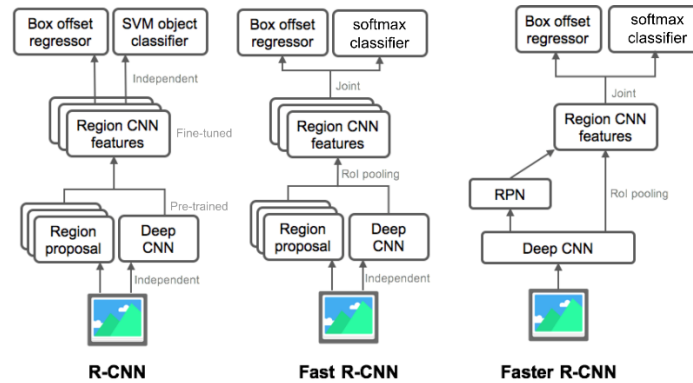 Box offset
regressor
SVM object
classifier
Independent
Region CNN
features
Fine-tuned
Pre-trained
Region
proposal
Deep
CNN
Independent
R-CNN
Box offset
regressor
softmax
classifier
Joint
Region CNN
features
RoI pooling
Region
proposal
Deep
CNN
Independent
Fast R-CNN
Box offset
regressor
softmax
classifier
Joint
Region CNN
features
RPN
RoI pooling
Deep CNN
Faster R-CNN